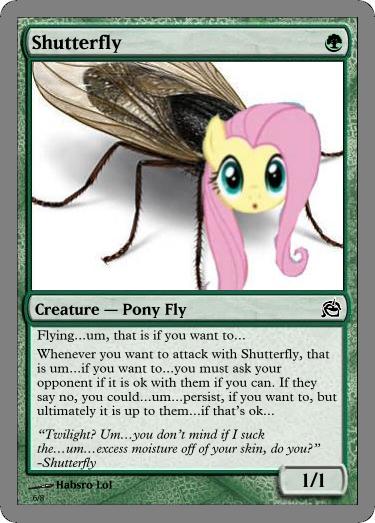 Shutterfly
Creature — Pony Fly
Flying...um, that is if you want to...
Whenever you want to attack with Shutterfly, that
is um...if you want to...you must ask your
opponent if it is ok with them if you can. If they
say no, you could...um...persist, if you want to, but
ultimately it is up to them...if that's ok...
“Twilight? Um...you don't mind if I suck
the...um...excess moisture off of your skin, do you?”
-Shutterfly
1/1
Habsro Lol
6/8